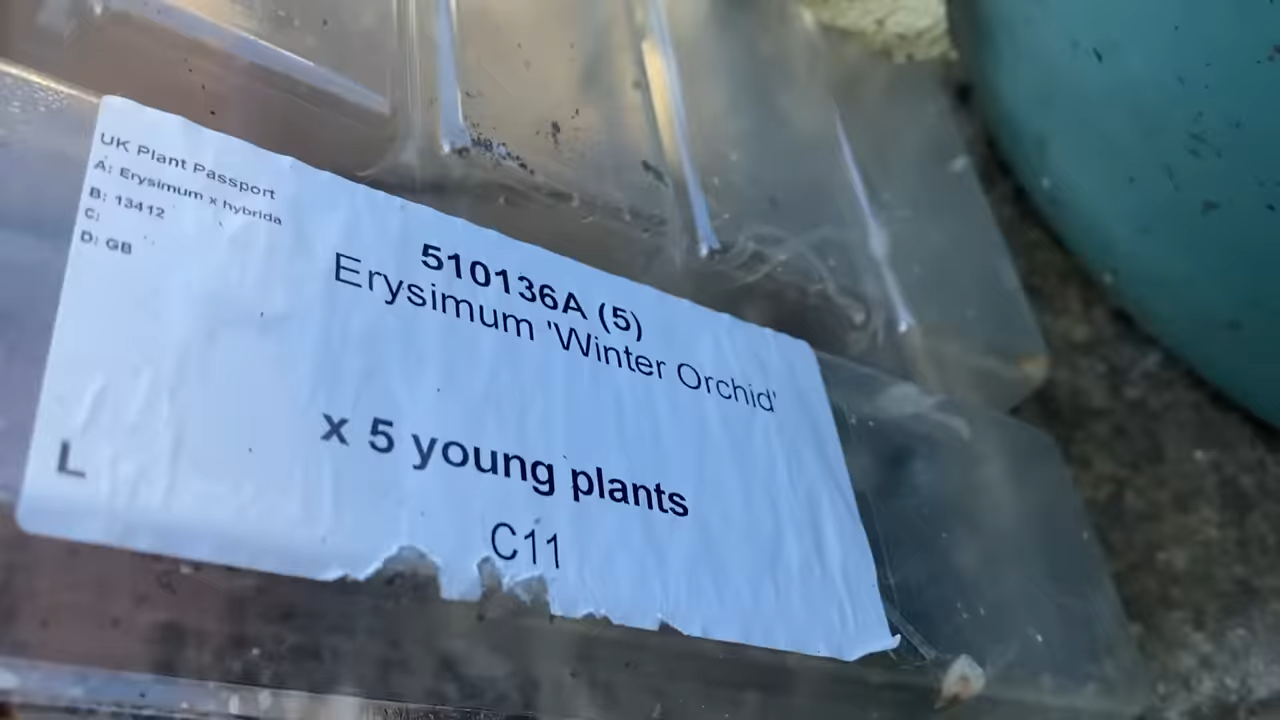 UK Plant Passport
A: Erysimum x hybrida
B: 13412
C:
D: GB
510136A (5)
Erysimum 'Winter Orchid'
x 5 young plants
L
C11